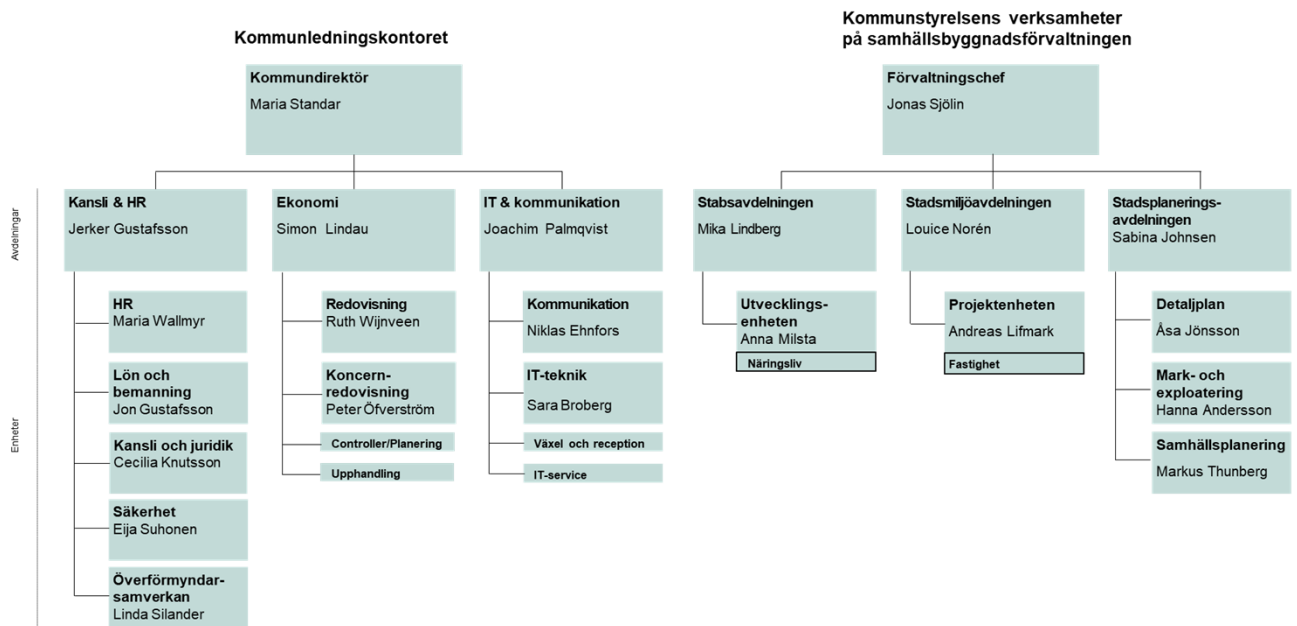 Kommunledningskontoret
Kommundirektör
Maria Standar
Avdelningar
Enheter
Kansli & HR
Jerker Gustafsson
HR
Maria Wallmyr
Lön och
bemanning
Jon Gustafsson
Kansli och juridik
Cecilia Knutsson
Säkerhet
Eija Suhonen
Överförmyndar-
samverkan
Linda Silander
Ekonomi
Simon Lindau
Redovisning
Ruth Wijnveen
Koncern-
redovisning
Peter Öfverström
Controller/Planering
Upphandling
IT & kommunikation
Joachim Palmqvist
Kommunikation
Niklas Ehnfors
IT-teknik
Sara Broberg
Växel och reception
IT-service
Kommunstyrelsens verksamheter
på samhällsbyggnadsförvaltningen
Förvaltningschef
Jonas Sjölin
Stabsavdelningen
Mika Lindberg
Utvecklings-
enheten
Anna Milsta
Näringsliv
Stadsmiljöavdelningen
Louice Norén
Projektenheten
Andreas Lifmark
Fastighet
Stadsplanerings-
avdelningen
Sabina Johnsen
Detaljplan
Åsa Jönsson
Mark- och
exploatering
Hanna Andersson
Samhällsplanering
Markus Thunberg